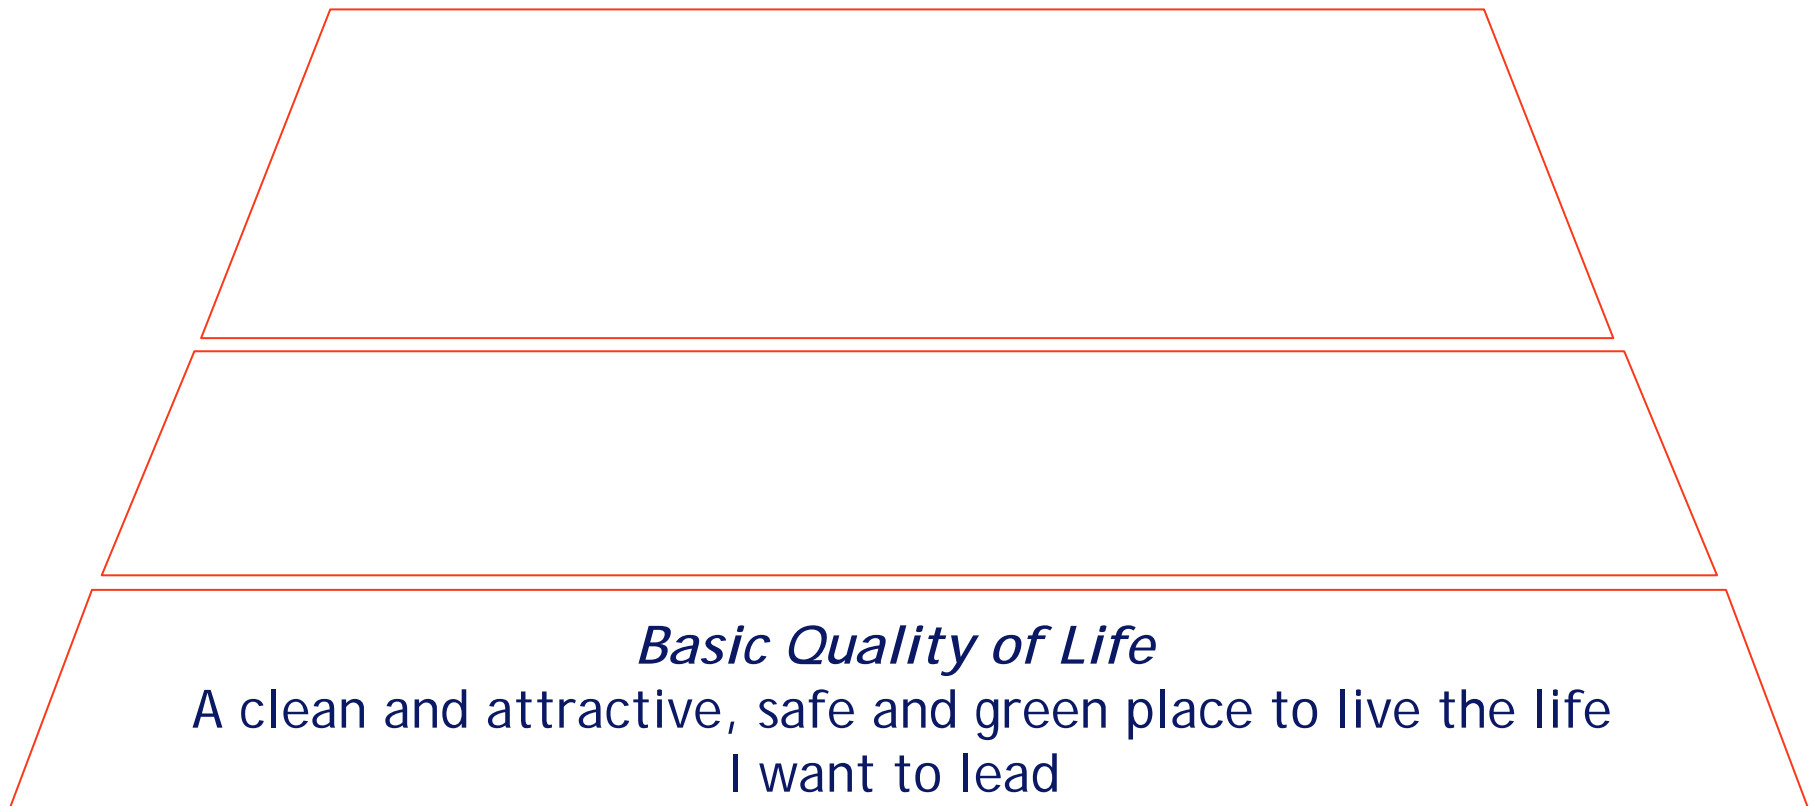 Basic Quality of Life
A clean and attractive, safe and green place to live the life
I want to lead